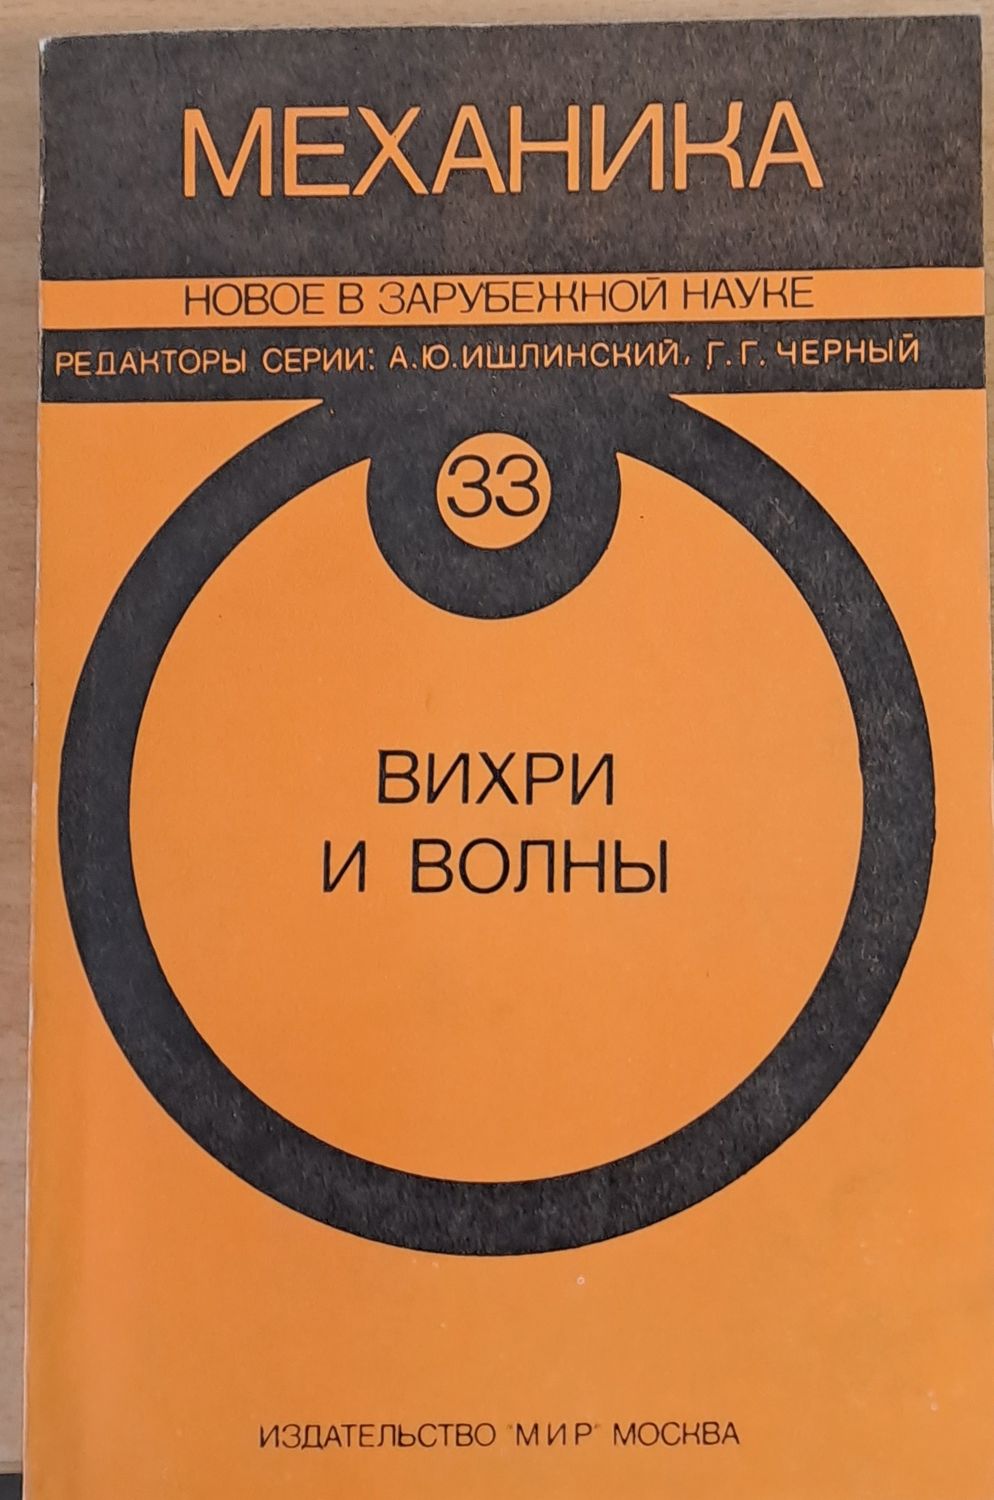 МЕХАНИКА
НОВОЕ В ЗАРУБЕЖНОЙ НАУКЕ
РЕДАКТОРЫ СЕРИИ: А.Ю.ИШЛИНСКИЙ, Г.Г.ЧЕРНЫЙ
33
ВИХРИ
И ВОЛНЫ
ИЗДАТЕЛЬСТВО "МИР" МОСКВА